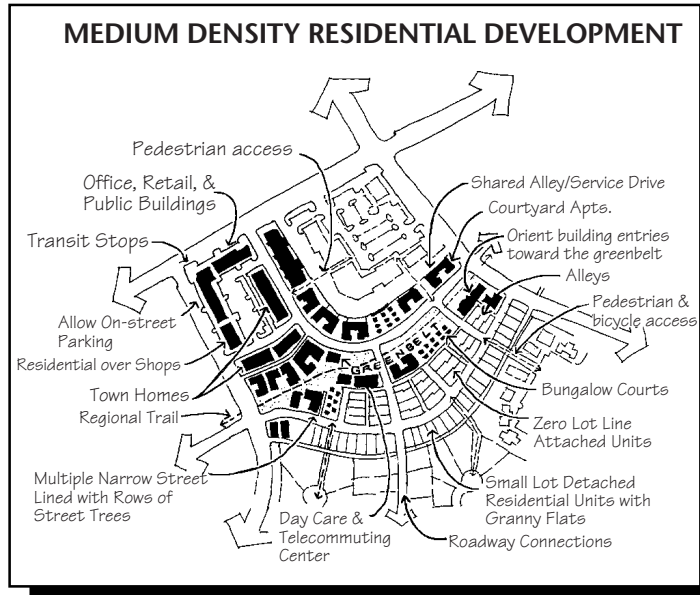 MEDIUM DENSITY RESIDENTIAL DEVELOPMENT
Pedestrian access
Office, Retail, &
Public Buildings
Transit Stops
Allow On-street
Parking
Residential over Shops
Town Homes
Regional Trail
Multiple Narrow Street
Lined with Rows of
Street Trees
Day Care &
Telecommuting
Center
GREENBELT
Shared Alley/Service Drive
Courtyard Apts.
Orient building entries
toward the greenbelt
Alleys
Pedestrian &
bicycle access
Bungalow Courts
Zero Lot Line
Attached Units
Small Lot Detached
Residential Units with
Granny Flats
Roadway Connections